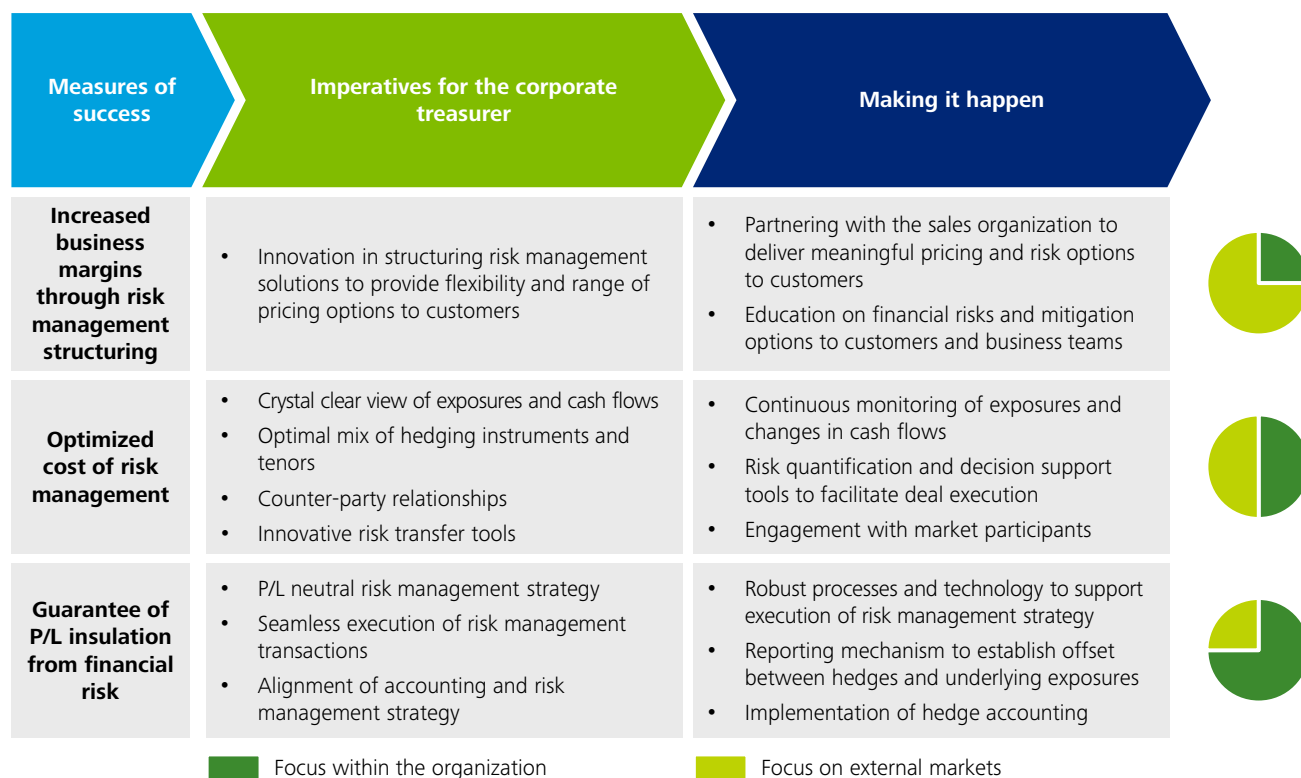 Measures of
success
Imperatives for the corporate
treasurer
Making it happen
Increased
business
margins
through risk
management
structuring
• Innovation in structuring risk management
solutions to provide flexibility and range of
pricing options to customers
• Partnering with the sales organization to
deliver meaningful pricing and risk options
to customers
• Education on financial risks and mitigation
options to customers and business teams
Optimized
cost of risk
management
• Crystal clear view of exposures and cash flows
• Optimal mix of hedging instruments and
tenors
• Counter-party relationships
• Innovative risk transfer tools
• Continuous monitoring of exposures and
changes in cash flows
• Risk quantification and decision support
tools to facilitate deal execution
• Engagement with market participants
Guarantee of
P/L insulation
from financial
risk
• P/L neutral risk management strategy
• Seamless execution of risk management
transactions
• Alignment of accounting and risk
management strategy
• Robust processes and technology to support
execution of risk management strategy
• Reporting mechanism to establish offset
between hedges and underlying exposures
• Implementation of hedge accounting
Focus within the organization
Focus on external markets